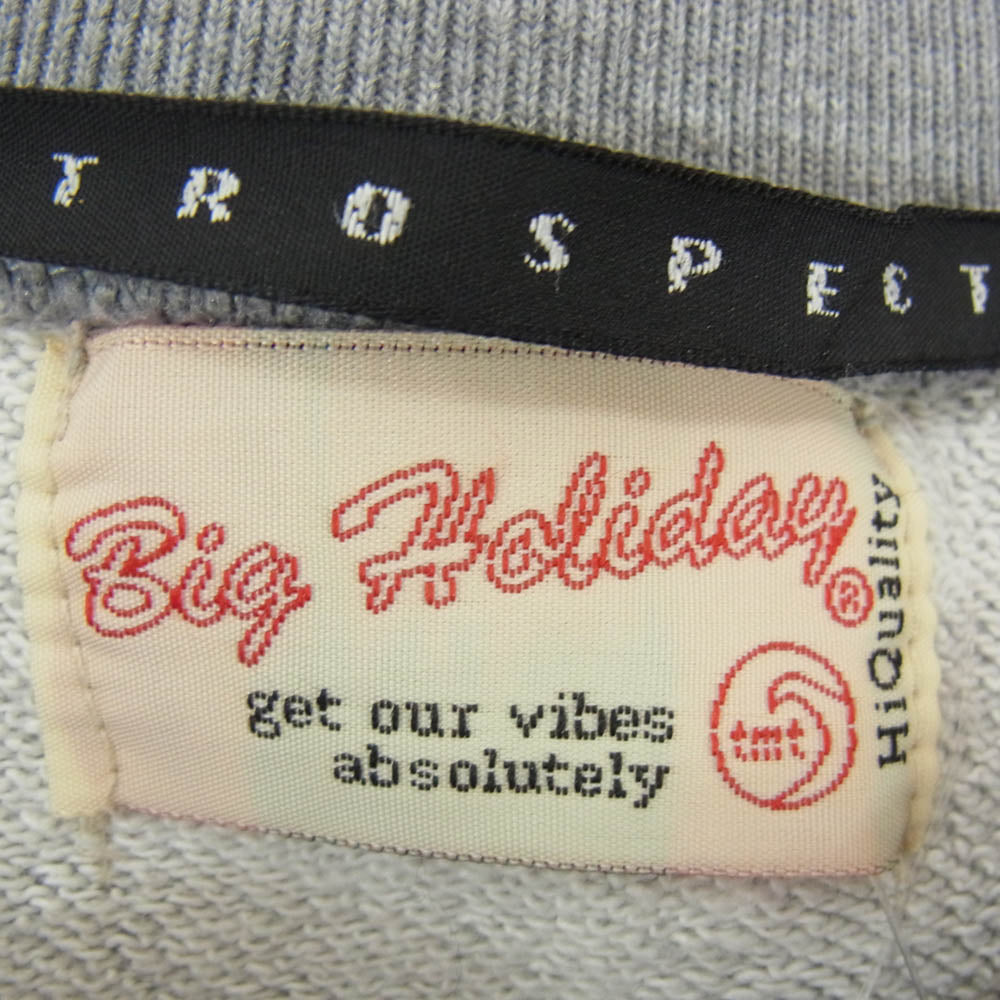 TROSPECT
Big Holiday®
HiQuality
get our vibes
absolutely
tmt